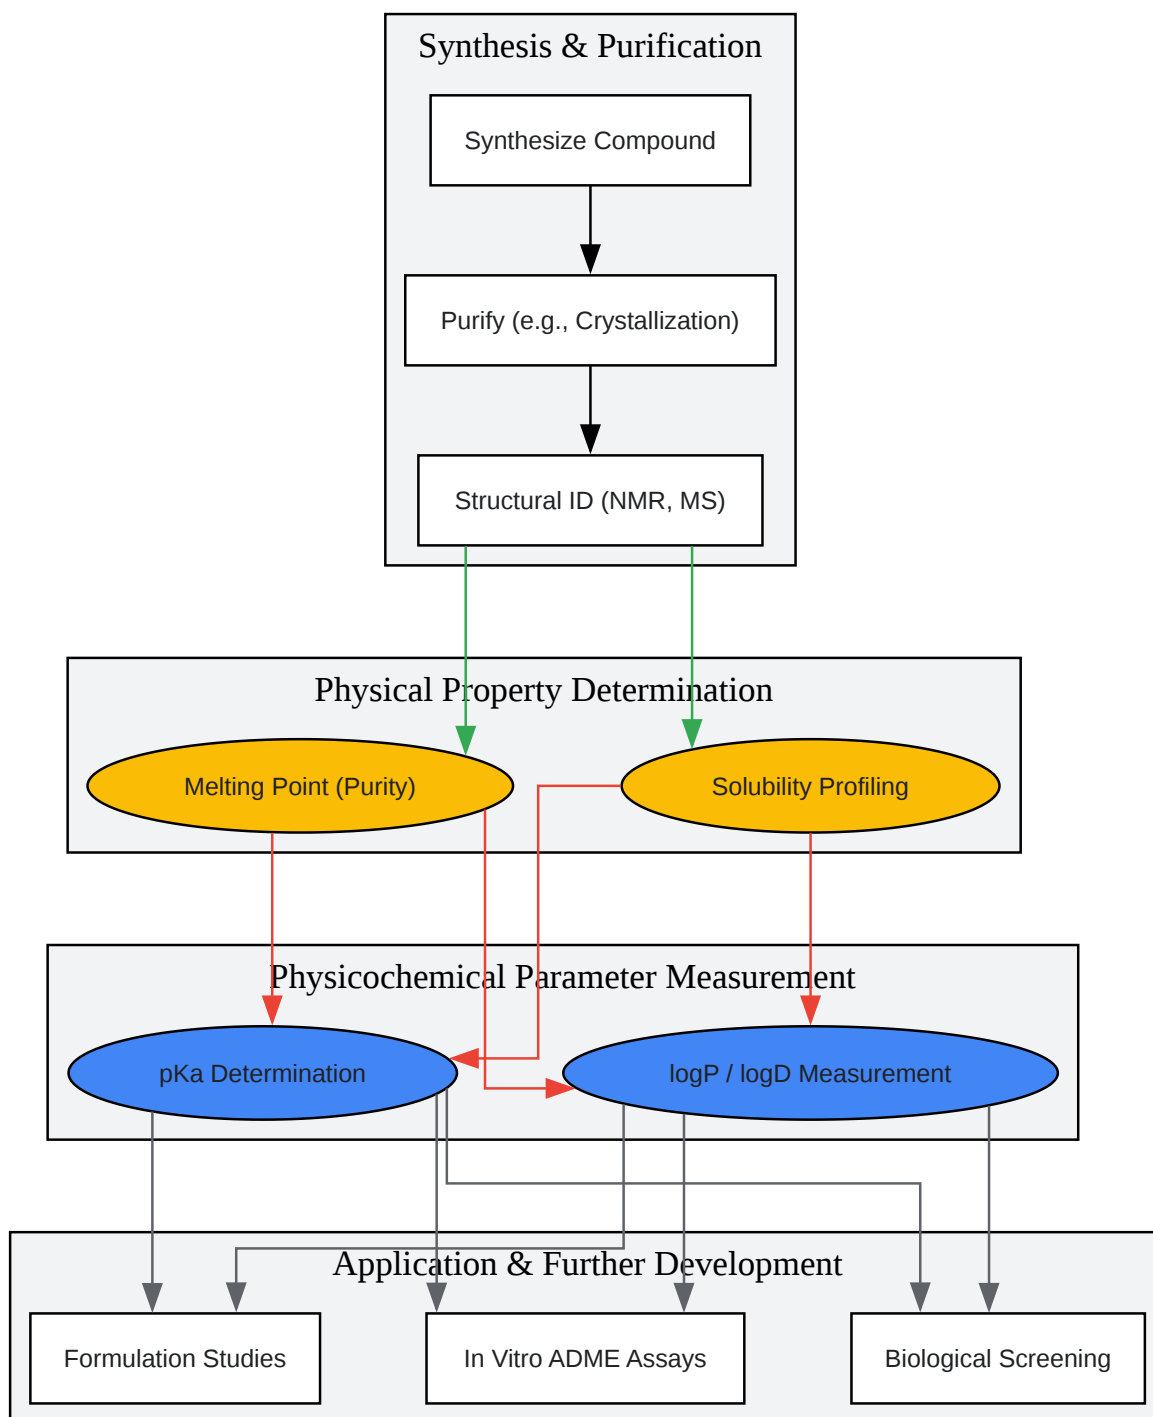 Synthesis & Purification
Synthesize Compound
Purify (e.g., Crystallization)
Structural ID (NMR, MS)
Physical Property Determination
Melting Point (Purity)
Solubility Profiling
Physicochemical Parameter Measurement
pKa Determination
logP / logD Measurement
Application & Further Development
Formulation Studies
In Vitro ADME Assays
Biological Screening